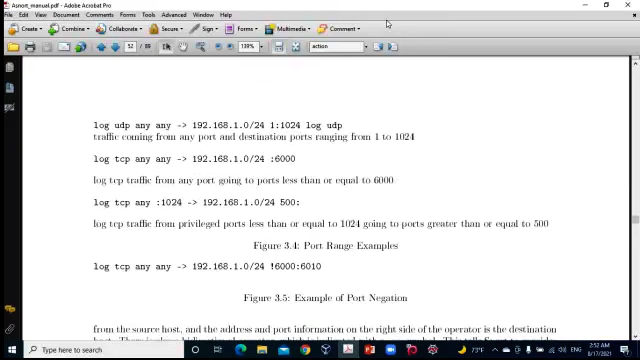 Asnort_manual.pdf - Adobe Acrobat Pro
File Edit View Document Comments Forms Tools Advanced Window Help
Create Combine Collaborate Secure Sign Forms Multimedia Comment
52 / 89 139% action
log udp any any -> 192.168.1.0/24 1:1024 log udp
traffic coming from any port and destination ports ranging from 1 to 1024
log tcp any any -> 192.168.1.0/24 :6000
log tcp traffic from any port going to ports less than or equal to 6000
log tcp any :1024 -> 192.168.1.0/24 500:
log tcp traffic from privileged ports less than or equal to 1024 going to ports greater than or equal to 500
Figure 3.4: Port Range Examples
log tcp any any -> 192.168.1.0/24 !6000:6010
Figure 3.5: Example of Port Negation
from the source host, and the address and port information on the right side of the operator is the destination
73°F ENG
2:52 AM
8/17/2021